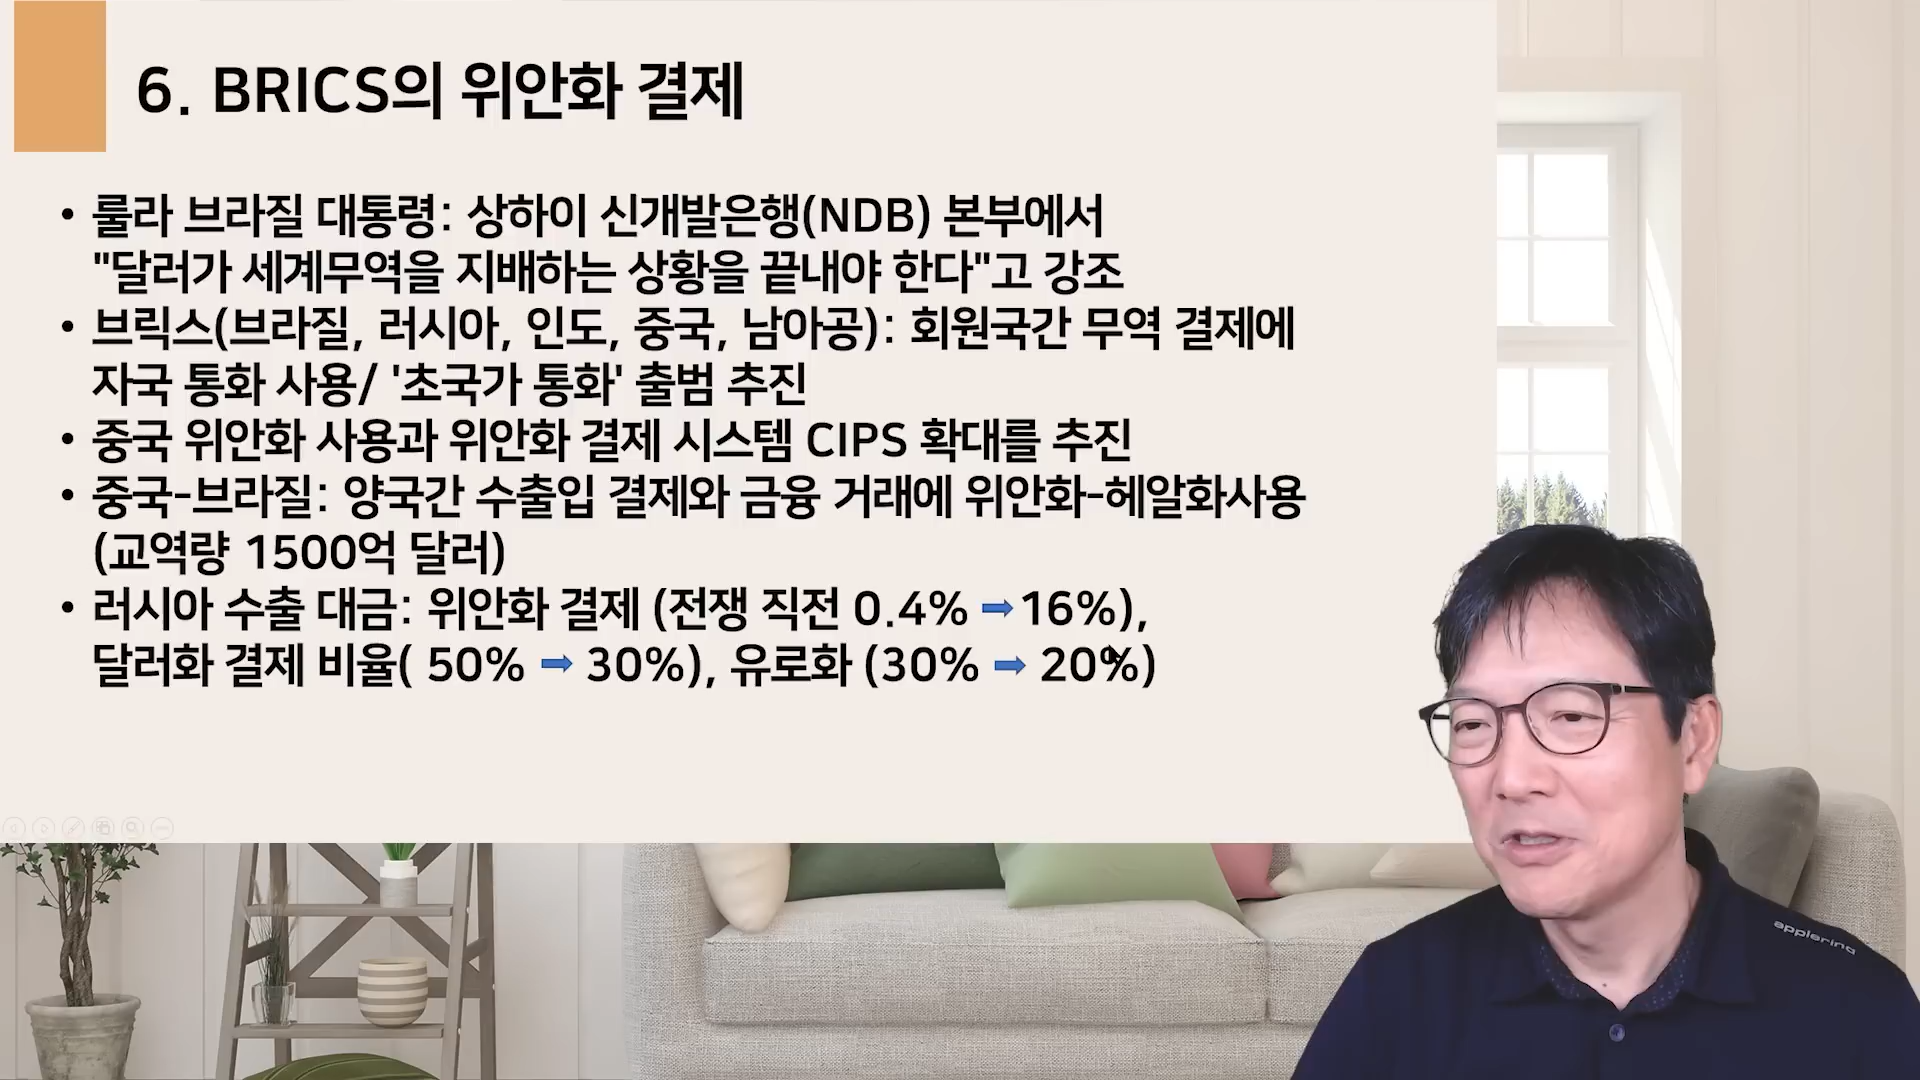 6. BRICS의 위안화 결제
• 룰라 브라질 대통령: 상하이 신개발은행(NDB) 본부에서
"달러가 세계무역을 지배하는 상황을 끝내야 한다"고 강조
• 브릭스(브라질, 러시아, 인도, 중국, 남아공): 회원국간 무역 결제에
자국 통화 사용/ '초국가 통화' 출범 추진
• 중국 위안화 사용과 위안화 결제 시스템 CIPS 확대를 추진
• 중국-브라질: 양국간 수출입 결제와 금융 거래에 위안화-헤알화사용
(교역량 1500억 달러)
• 러시아 수출 대금: 위안화 결제 (전쟁 직전 0.4% ➡16%),
달러화 결제 비율( 50% ➡ 30%), 유로화 (30% ➡ 20%)
applering